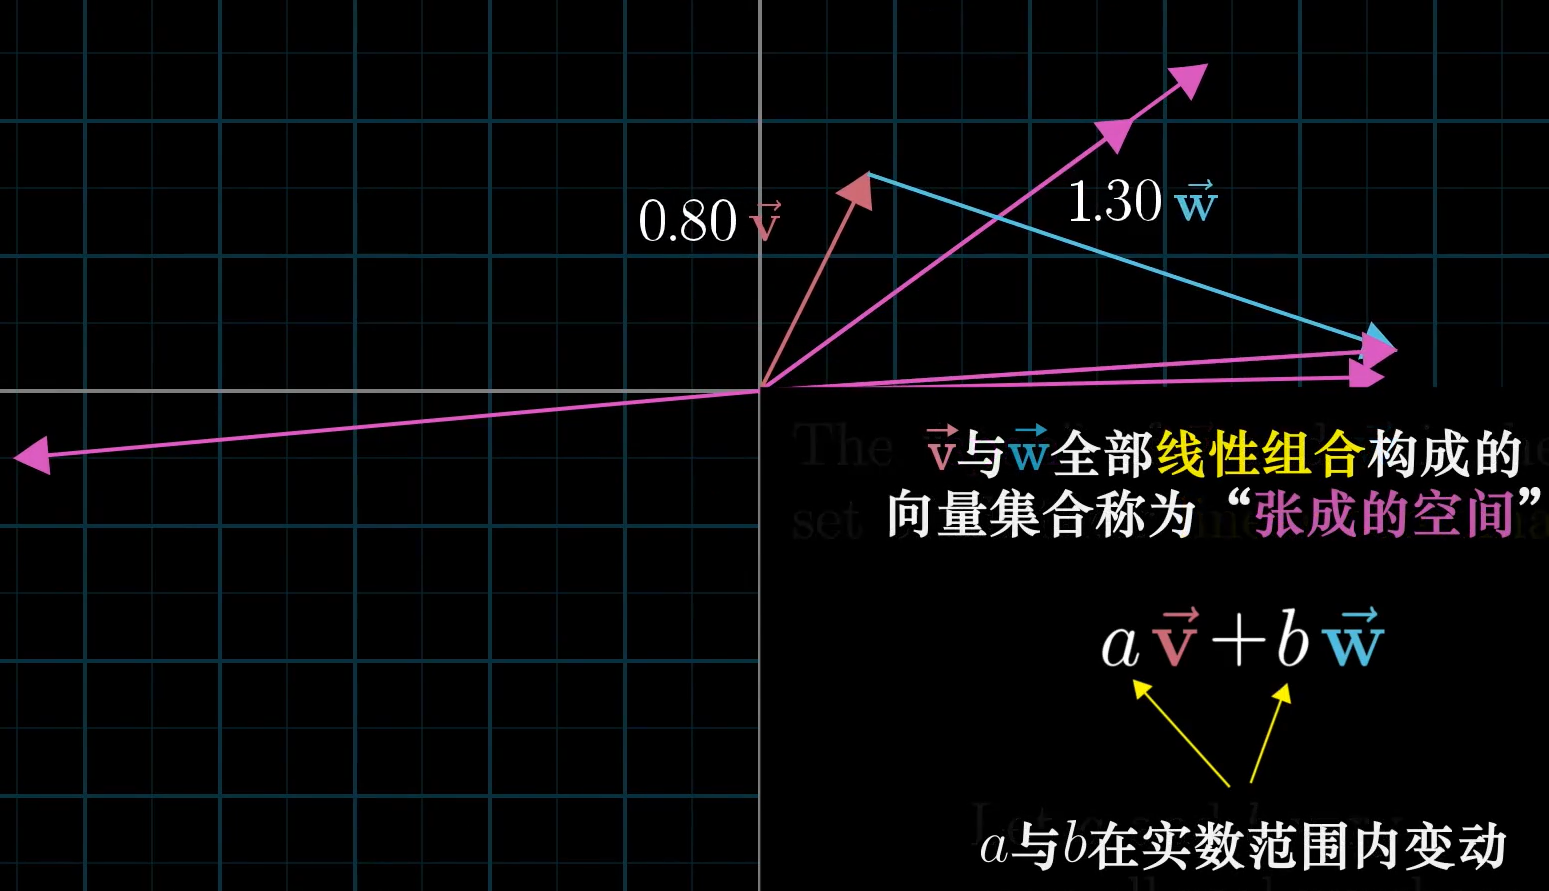 0.80 v⃗
1.30 w⃗
v⃗与w⃗全部线性组合构成的
向量集合称为“张成的空间”
a v⃗ + b w⃗
a与b在实数范围内变动